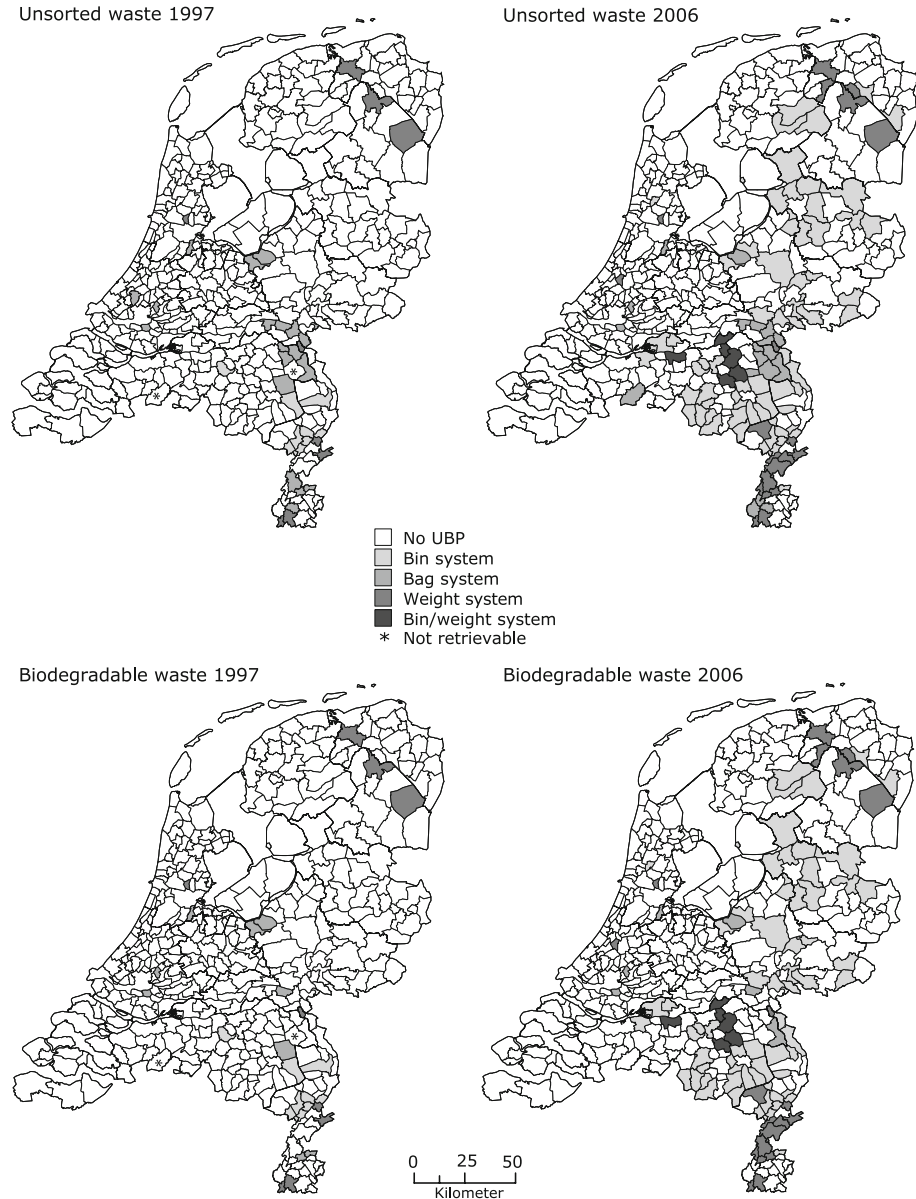 Unsorted waste 1997
Unsorted waste 2006
*
*
No UBP
Bin system
Bag system
Weight system
Bin/weight system
* Not retrievable
Biodegradable waste 1997
Biodegradable waste 2006
*
*
0 25 50
Kilometer